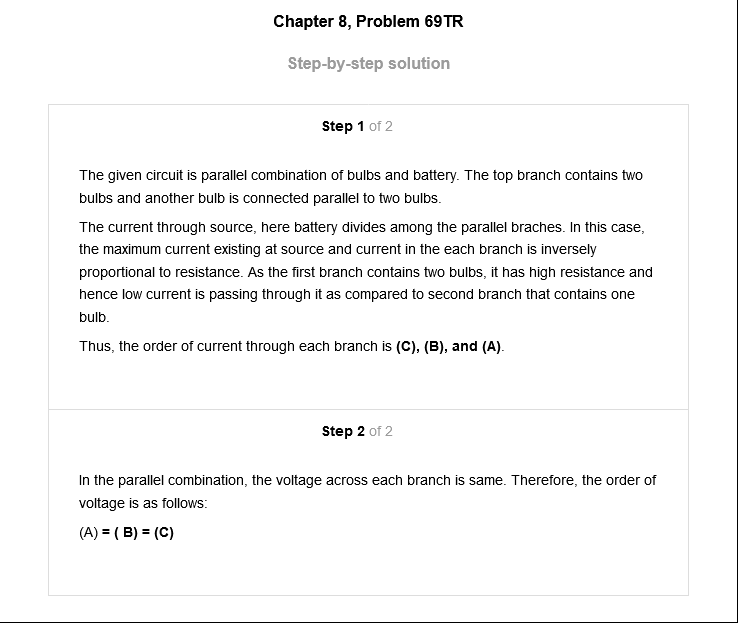 Chapter 8, Problem 69TR
Step-by-step solution
Step 1 of 2
The given circuit is parallel combination of bulbs and battery. The top branch contains two
bulbs and another bulb is connected parallel to two bulbs.
The current through source, here battery divides among the parallel braches. In this case,
the maximum current existing at source and current in the each branch is inversely
proportional to resistance. As the first branch contains two bulbs, it has high resistance and
hence low current is passing through it as compared to second branch that contains one
bulb.
Thus, the order of current through each branch is (C), (B), and (A).
Step 2 of 2
In the parallel combination, the voltage across each branch is same. Therefore, the order of
voltage is as follows:
(A) = ( B) = (C)